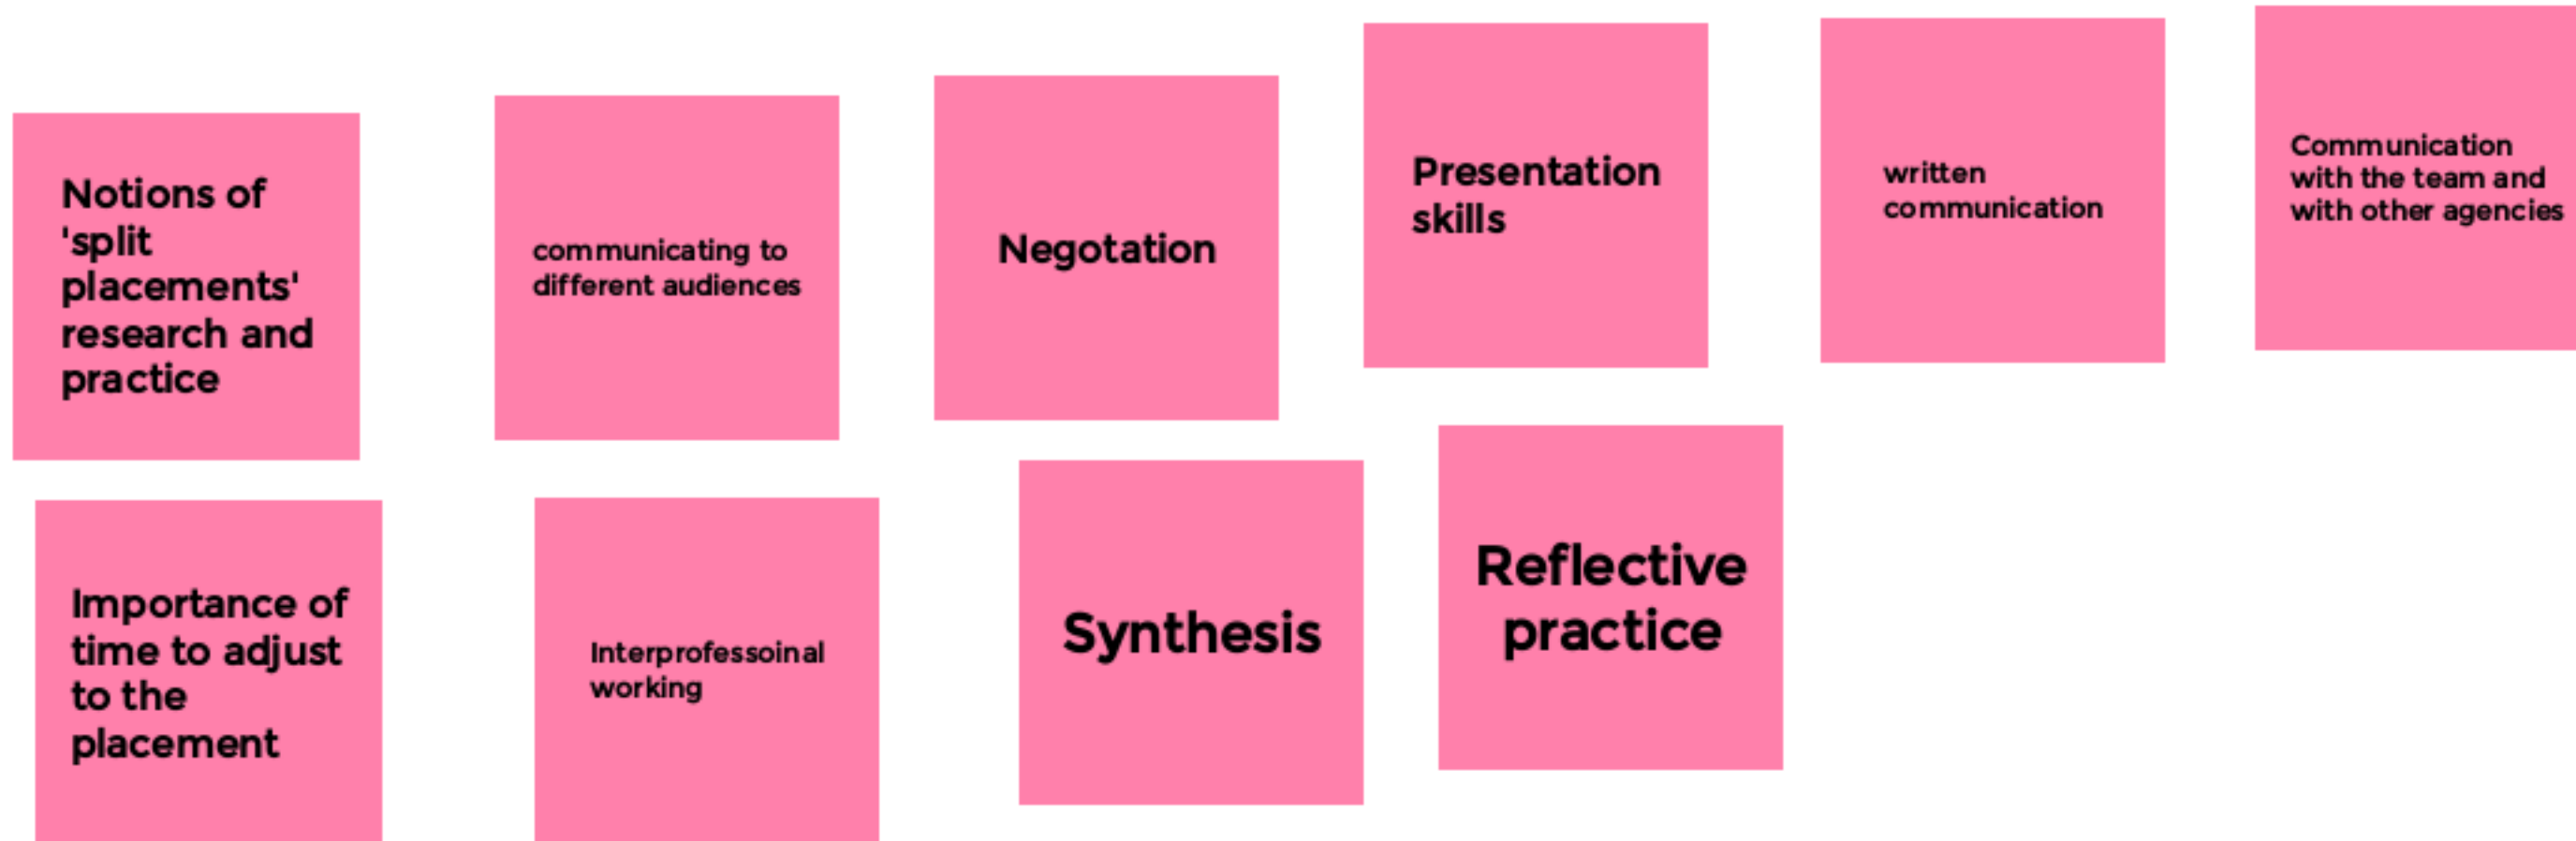 Notions of
'split
placements'
research and
practice
communicating to
different audiences
Negotation
Presentation
skills
written
communication
Communication
with the team and
with other agencies
Importance of
time to adjust
to the
placement
Interprofessoinal
working
Synthesis
Reflective
practice